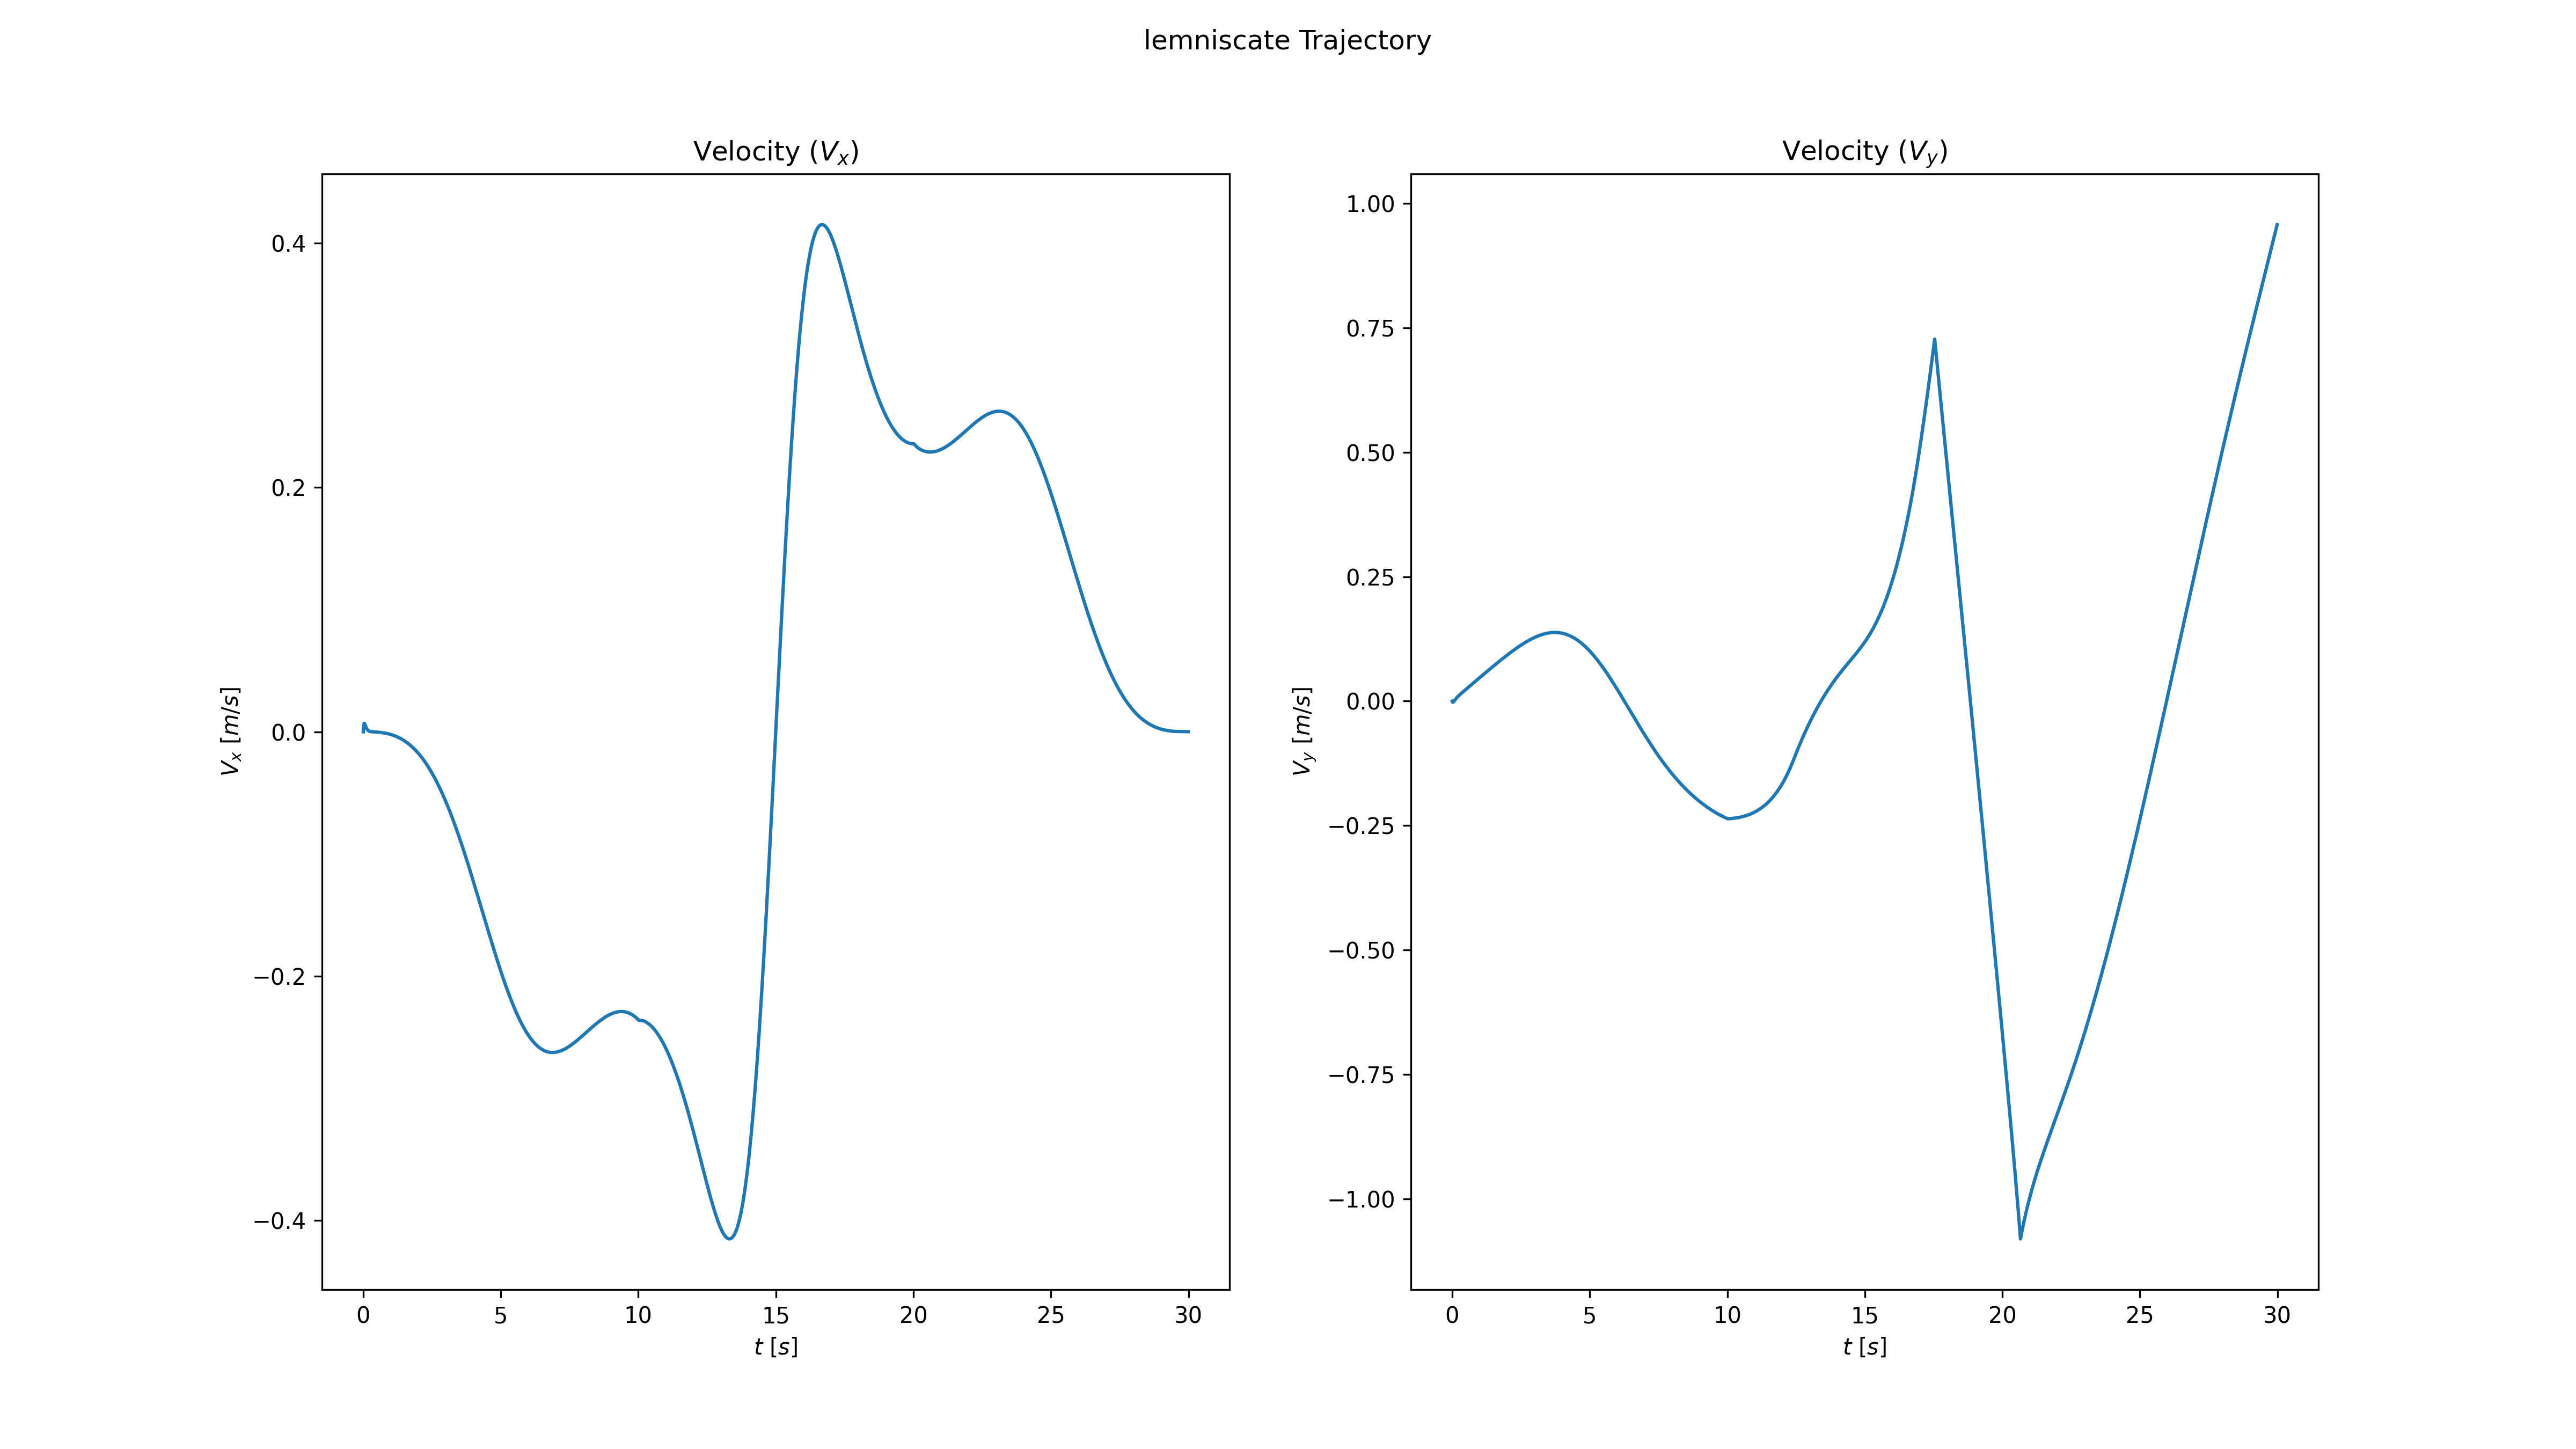 lemniscate Trajectory
Velocity (Vₓ)
0.4
0.2
0.0
−0.2
−0.4
Vₓ [m/s]
0 5 10 15 20 25 30
t [s]
Velocity (V_y)
1.00
0.75
0.50
0.25
0.00
−0.25
−0.50
−0.75
−1.00
V_y [m/s]
0 5 10 15 20 25 30
t [s]